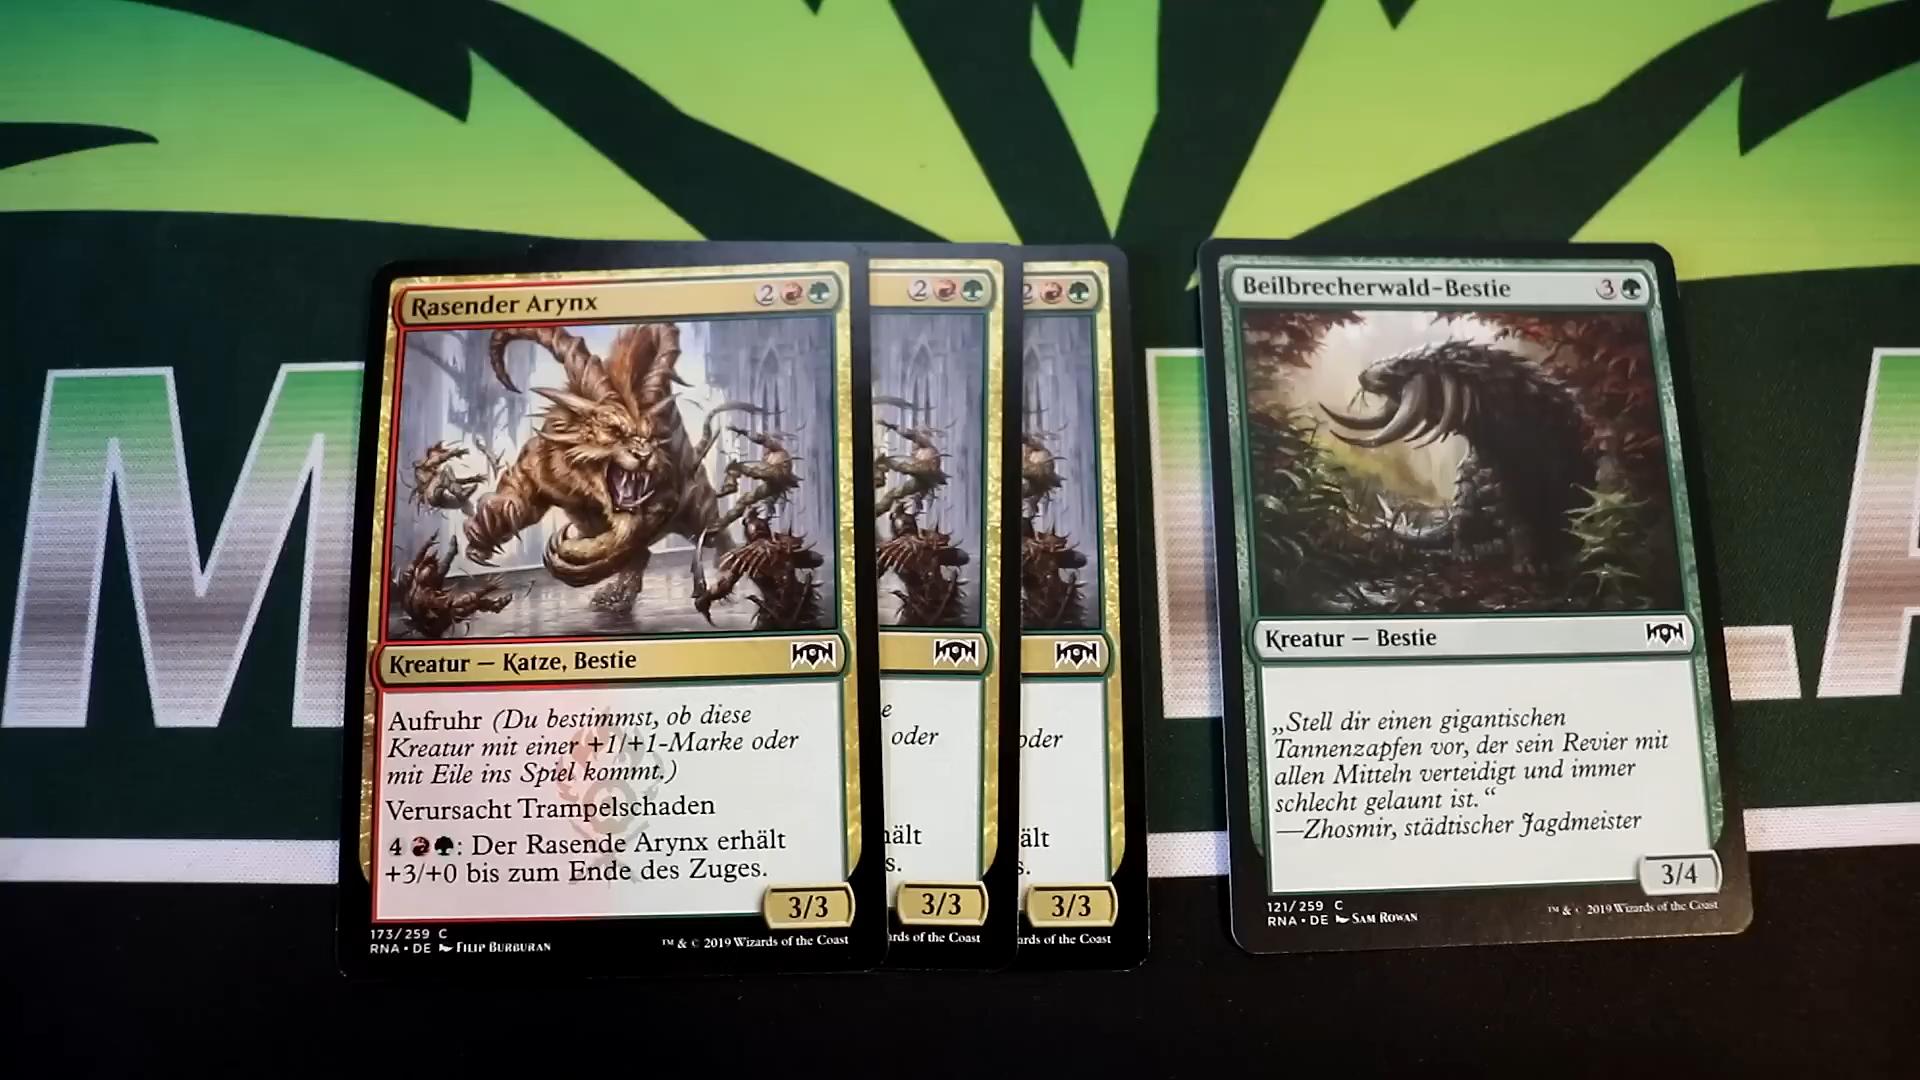 Rasender Arynx 2
Kreatur — Katze, Bestie
Aufruhr (Du bestimmst, ob diese
Kreatur mit einer +1/+1-Marke oder
mit Eile ins Spiel kommt.)
Verursacht Trampelschaden
4 : Der Rasende Arynx erhält
+3/+0 bis zum Ende des Zuges.
3/3
173/259 C
RNA • DE Filip Burburan
™ & © 2019 Wizards of the Coast
2
e
oder
hält
s.
3/3
rds of the Coast
2
oder
ält
s.
3/3
rds of the Coast
Beilbrecherwald-Bestie 3
Kreatur — Bestie
„Stell dir einen gigantischen
Tannenzapfen vor, der sein Revier mit
allen Mitteln verteidigt und immer
schlecht gelaunt ist.“
—Zhosmir, städtischer Jagdmeister
3/4
121/259 C
RNA • DE Sam Rowan
™ & © 2019 Wizards of the Coast
M
.A